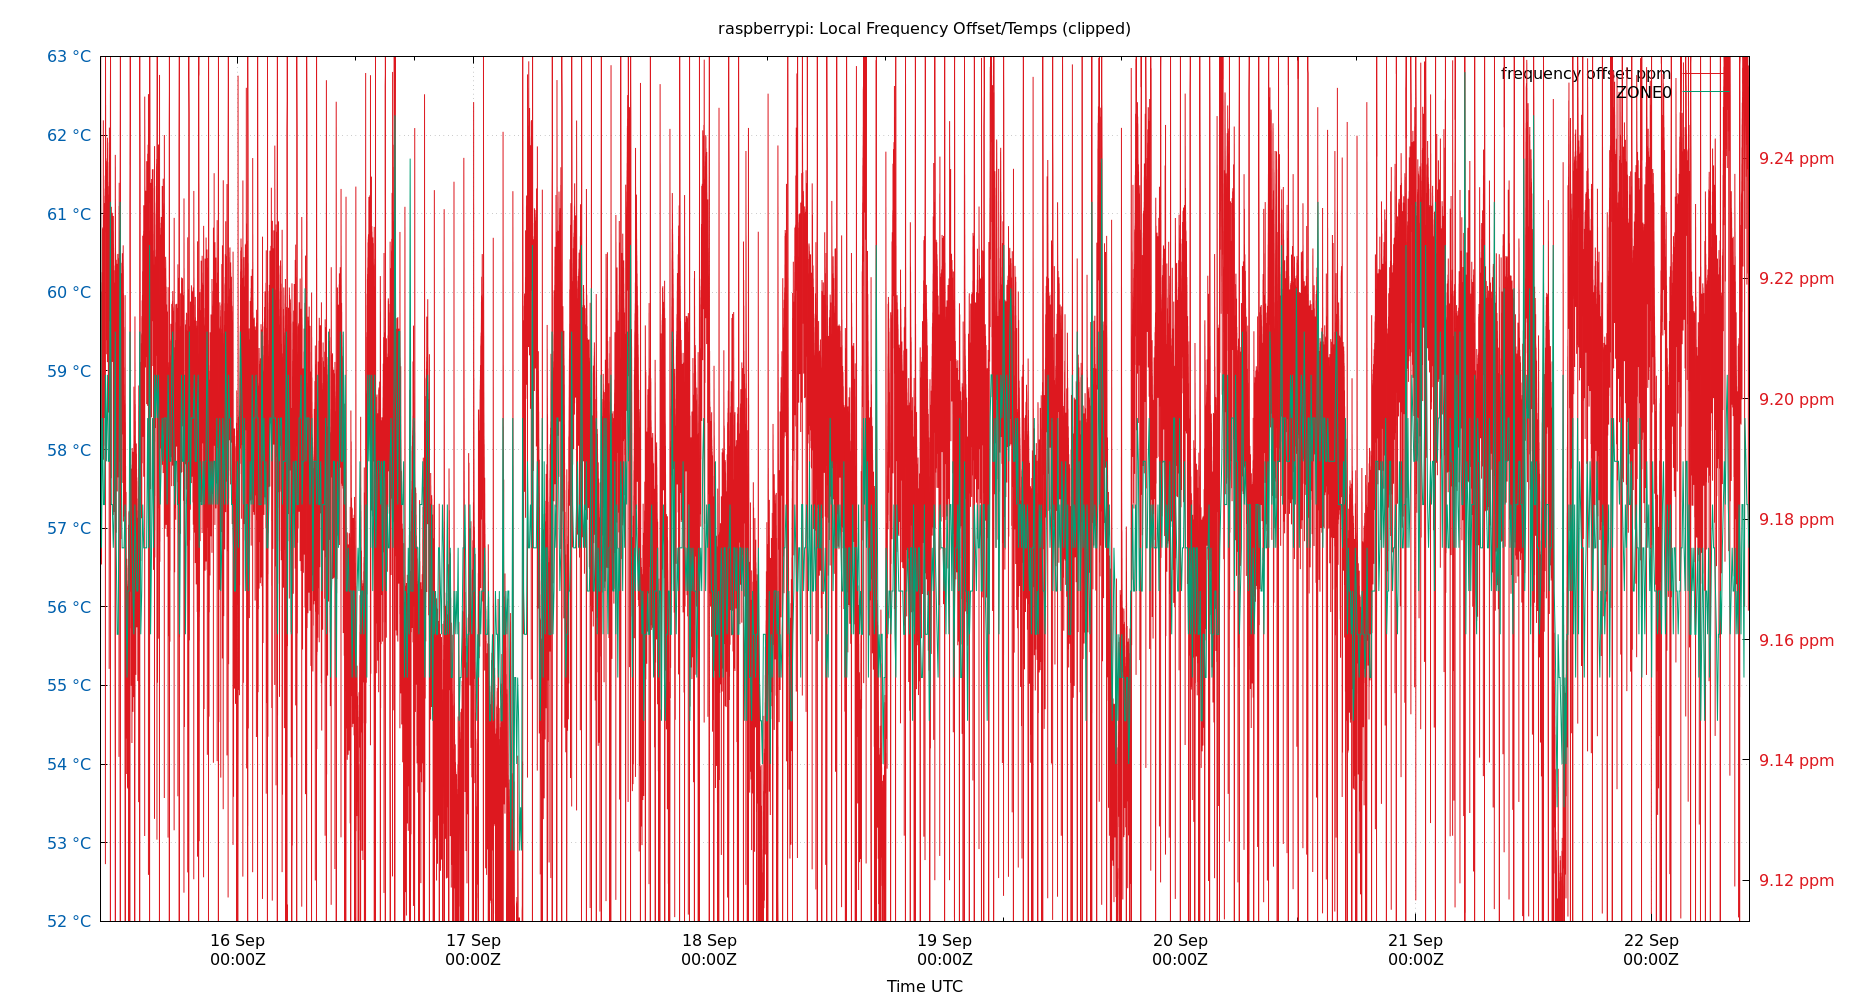 raspberrypi: Local Frequency Offset/Temps (clipped)
63 °C
62 °C
61 °C
60 °C
59 °C
58 °C
57 °C
56 °C
55 °C
54 °C
53 °C
52 °C
frequency offset ppm
ZONE0
9.24 ppm
9.22 ppm
9.20 ppm
9.18 ppm
9.16 ppm
9.14 ppm
9.12 ppm
16 Sep
00:00Z
17 Sep
00:00Z
18 Sep
00:00Z
19 Sep
00:00Z
20 Sep
00:00Z
21 Sep
00:00Z
22 Sep
00:00Z
Time UTC